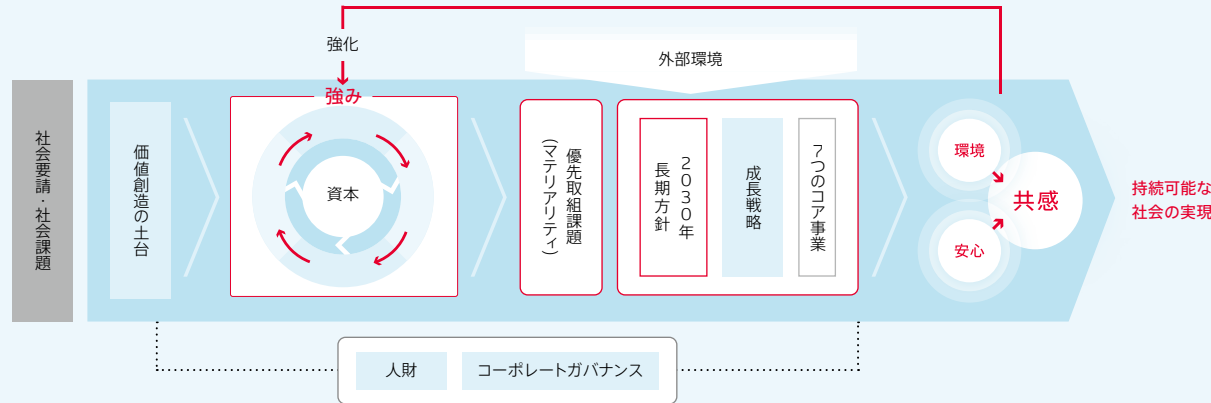 強化
外部環境
社会要請・社会課題
価値創造の土台
強み
資本
優先取組課題
(マテリアリティ)
2030年
長期方針
成長戦略
7つのコア事業
環境
安心
共感
持続可能な
社会の実現
人財
コーポレートガバナンス